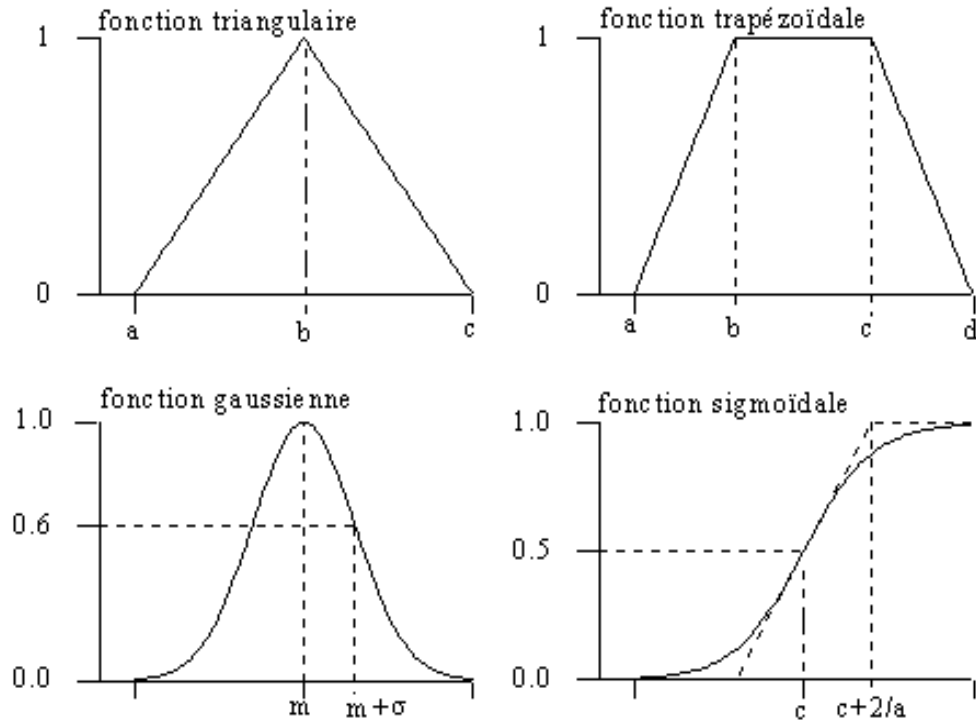 fonction triangulaire
1
0
a
b
c
fonction trapézoïdale
1
0
a
b
c
d
fonction gaussienne
1.0
0.6
0.0
m
m+σ
fonction sigmoïdale
1.0
0.5
0.0
c
c+2/a